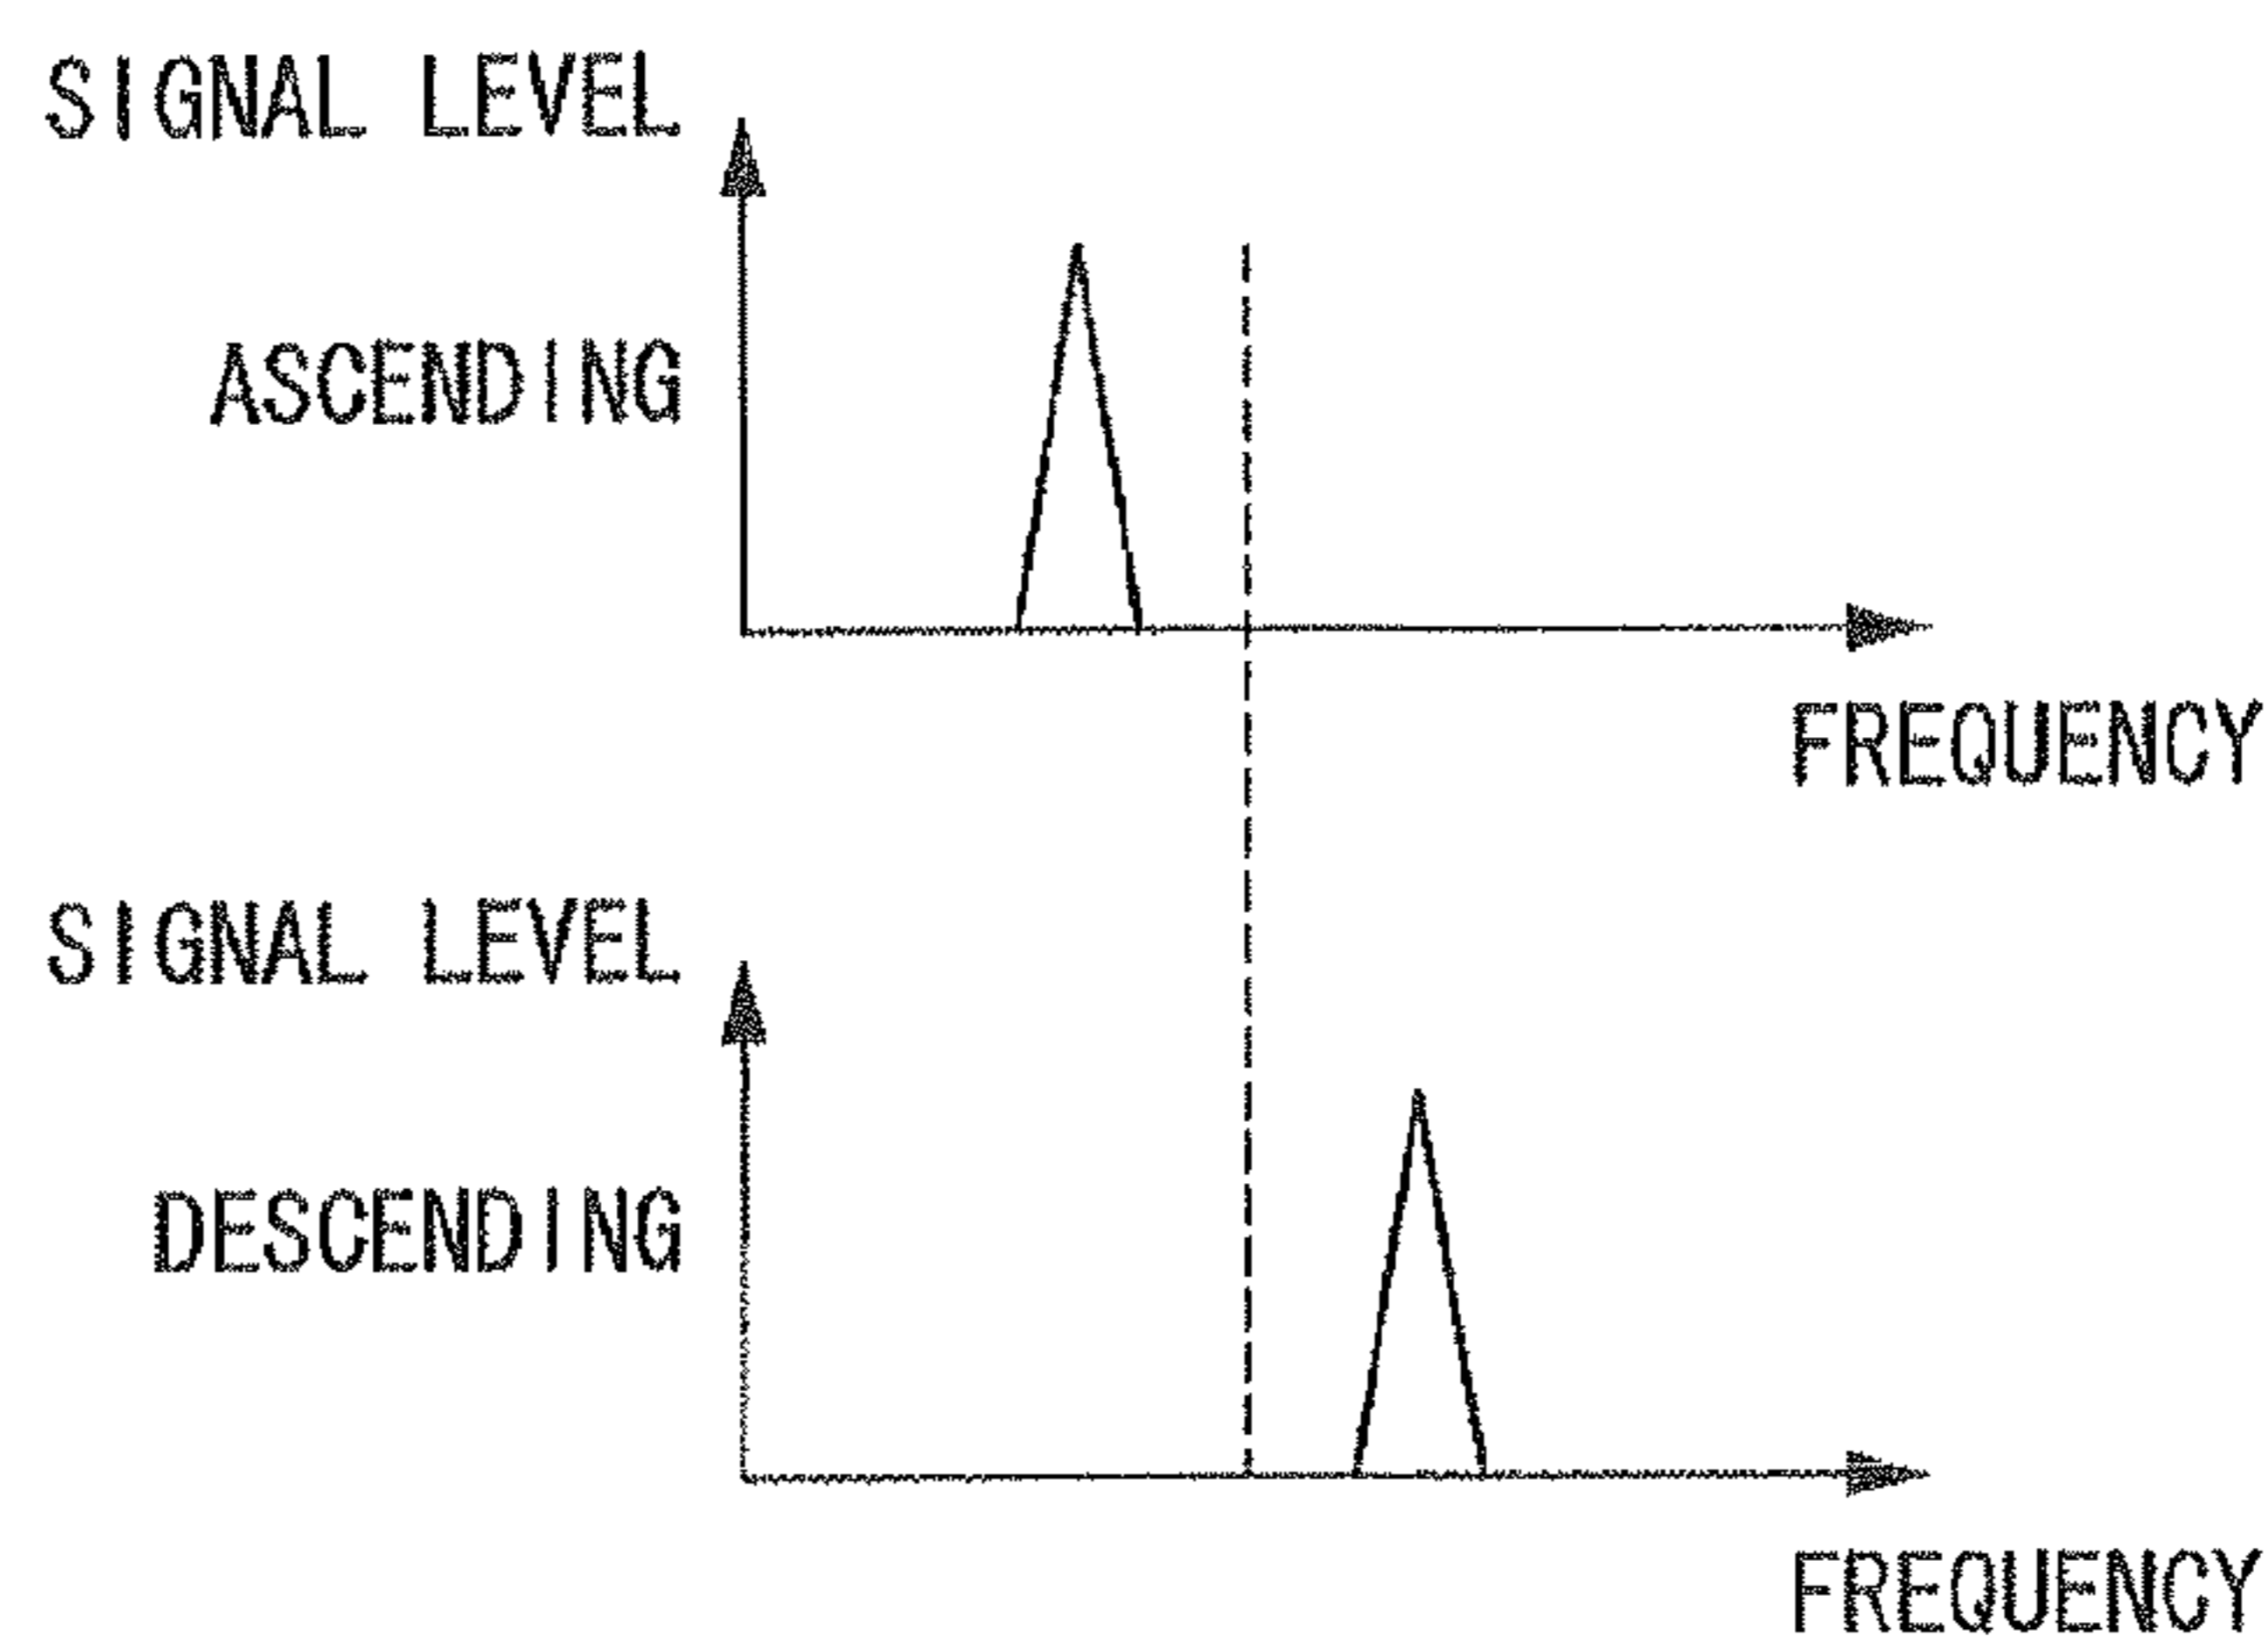 SIGNAL LEVEL
ASCENDING
FREQUENCY
SIGNAL LEVEL
DESCENDING
FREQUENCY